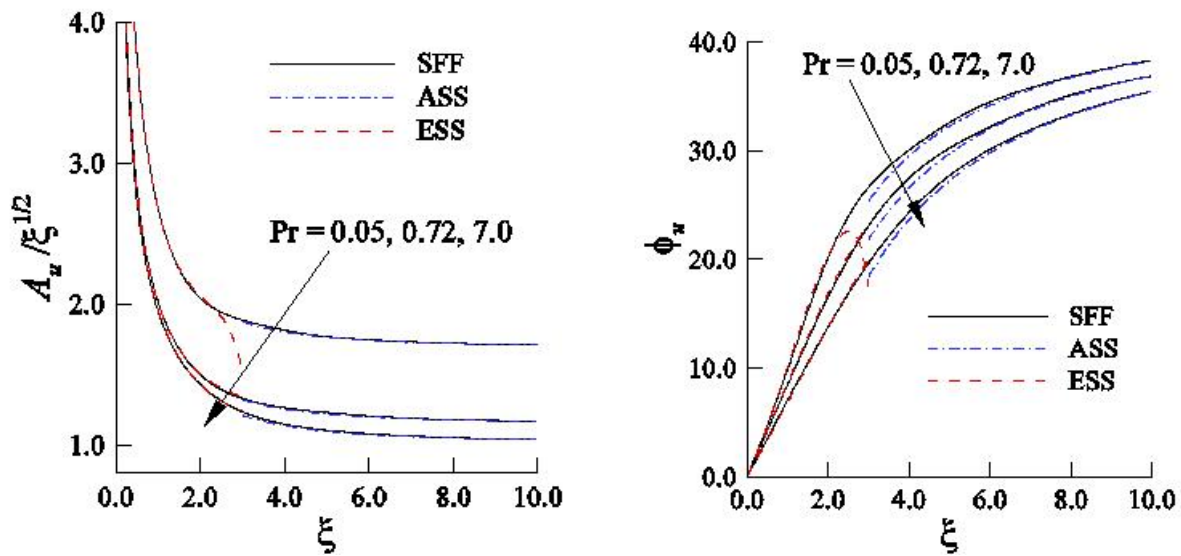 4.0
3.0
2.0
1.0
A_u/ξ^{1/2}
SFF
ASS
ESS
Pr = 0.05, 0.72, 7.0
0.0 2.0 4.0 6.0 8.0 10.0
ξ
40.0
30.0
20.0
10.0
0.0
ϕ_u
Pr = 0.05, 0.72, 7.0
SFF
ASS
ESS
0.0 2.0 4.0 6.0 8.0 10.0
ξ